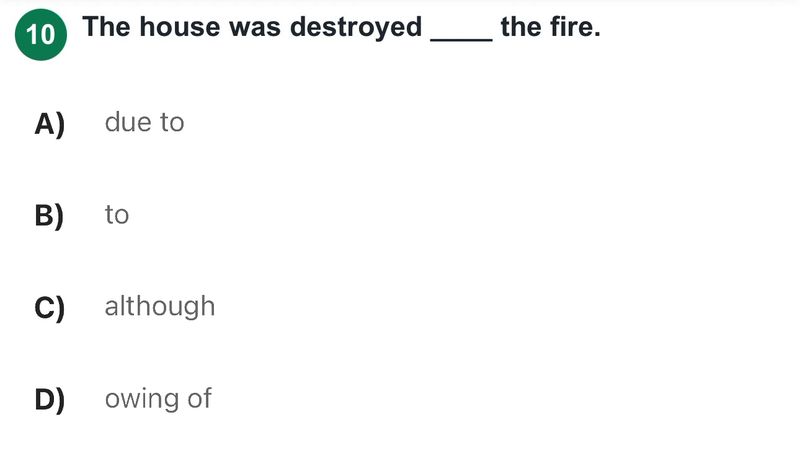 10 The house was destroyed ____ the fire.
A) due to
B) to
C) although
D) owing of